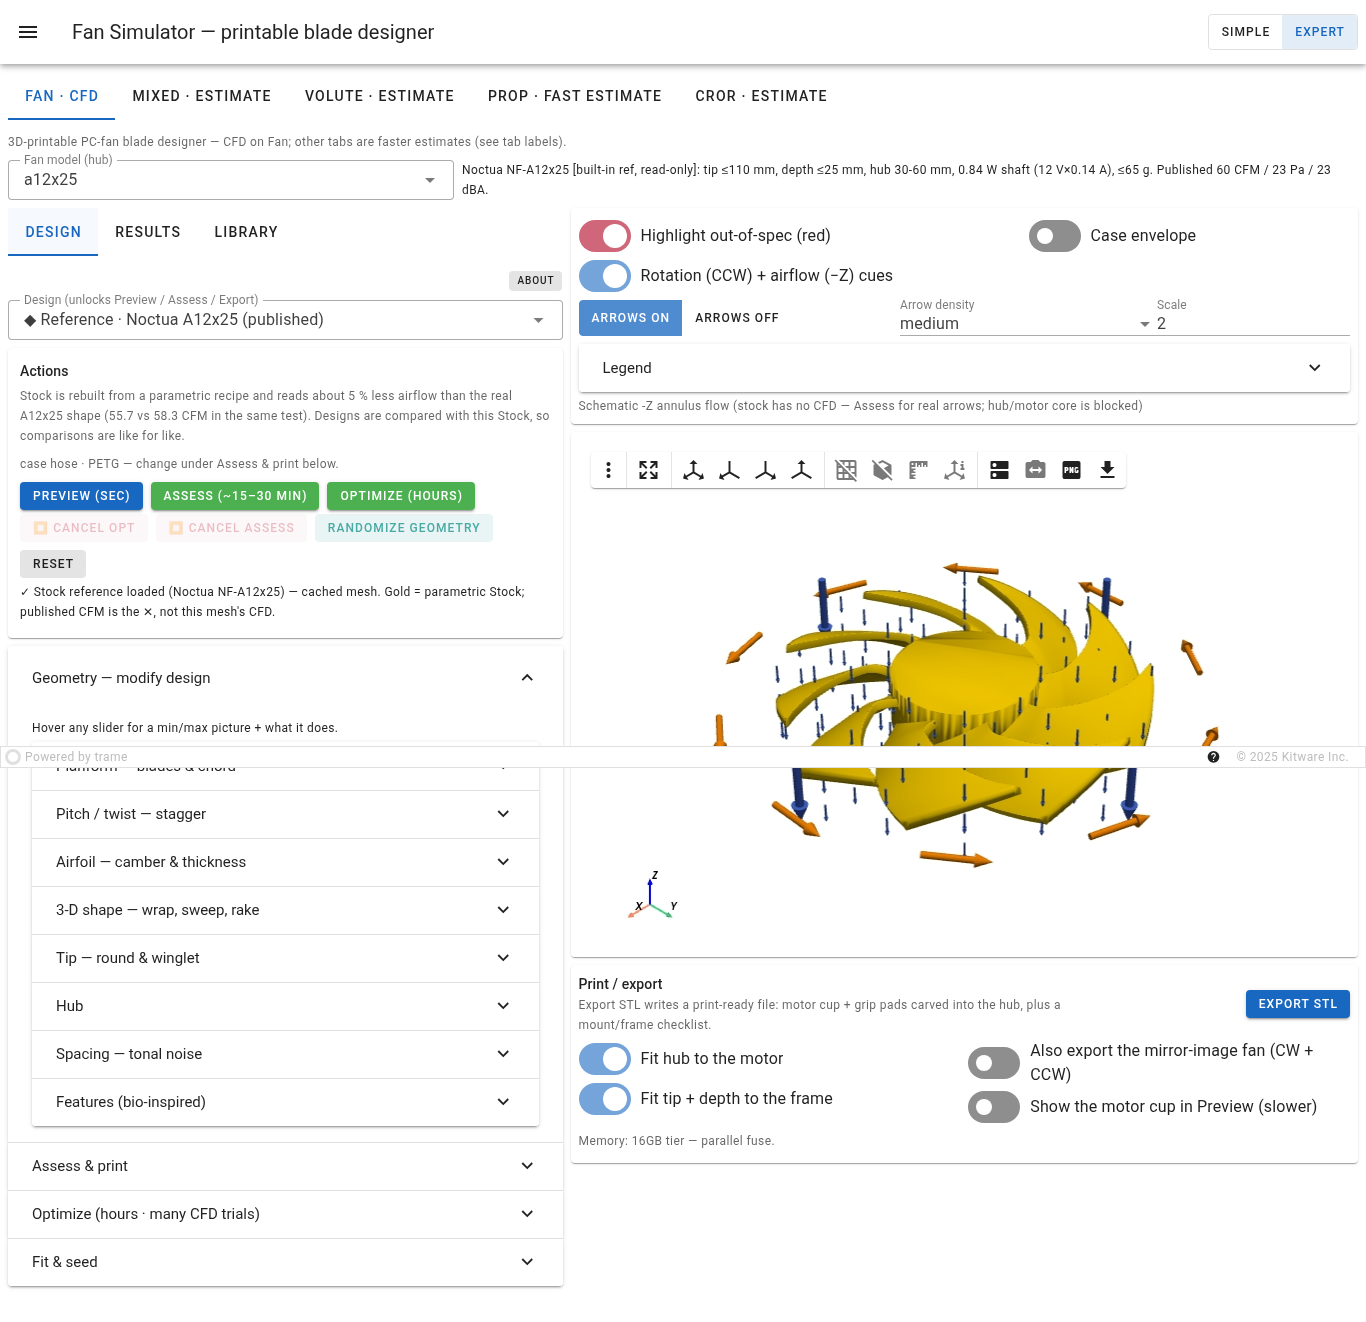 Fan Simulator — printable blade designer
SIMPLE
EXPERT
FAN · CFD
MIXED · ESTIMATE
VOLUTE · ESTIMATE
PROP · FAST ESTIMATE
CROR · ESTIMATE
3D-printable PC-fan blade designer — CFD on Fan; other tabs are faster estimates (see tab labels).
Fan model (hub)
a12x25
Noctua NF-A12x25 [built-in ref, read-only]: tip ≤110 mm, depth ≤25 mm, hub 30-60 mm, 0.84 W shaft (12 V×0.14 A), ≤65 g. Published 60 CFM / 23 Pa / 23
dBA.
DESIGN
RESULTS
LIBRARY
ABOUT
Design (unlocks Preview / Assess / Export)
◆ Reference · Noctua A12x25 (published)
Actions
Stock is rebuilt from a parametric recipe and reads about 5 % less airflow than the real
A12x25 shape (55.7 vs 58.3 CFM in the same test). Designs are compared with this Stock, so
comparisons are like for like.
case hose · PETG — change under Assess & print below.
PREVIEW (SEC)
ASSESS (~15–30 MIN)
OPTIMIZE (HOURS)
CANCEL OPT
CANCEL ASSESS
RANDOMIZE GEOMETRY
RESET
✓ Stock reference loaded (Noctua NF-A12x25) — cached mesh. Gold = parametric Stock;
published CFM is the ✕, not this mesh's CFD.
Geometry — modify design
Hover any slider for a min/max picture + what it does.
Powered by trame
© 2025 Kitware Inc.
Pitch / twist — stagger
Airfoil — camber & thickness
3-D shape — wrap, sweep, rake
Tip — round & winglet
Hub
Spacing — tonal noise
Features (bio-inspired)
Assess & print
Optimize (hours · many CFD trials)
Fit & seed
Highlight out-of-spec (red)
Case envelope
Rotation (CCW) + airflow (−Z) cues
ARROWS ON
ARROWS OFF
Arrow density
medium
Scale
2
Legend
Schematic -Z annulus flow (stock has no CFD — Assess for real arrows; hub/motor core is blocked)
PNG
Z
X
Y
Print / export
Export STL writes a print-ready file: motor cup + grip pads carved into the hub, plus a
mount/frame checklist.
EXPORT STL
Fit hub to the motor
Also export the mirror-image fan (CW +
CCW)
Fit tip + depth to the frame
Show the motor cup in Preview (slower)
Memory: 16GB tier — parallel fuse.